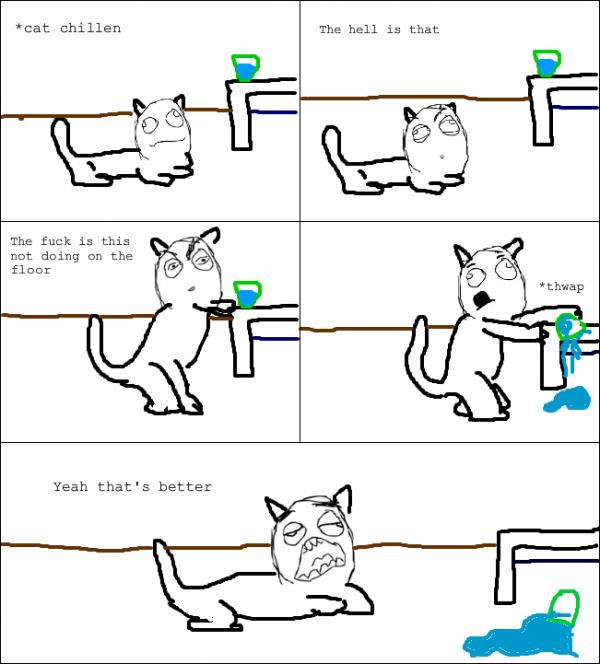 *cat chillen
The hell is that
The fuck is this
not doing on the
floor
*thwap
Yeah that's better